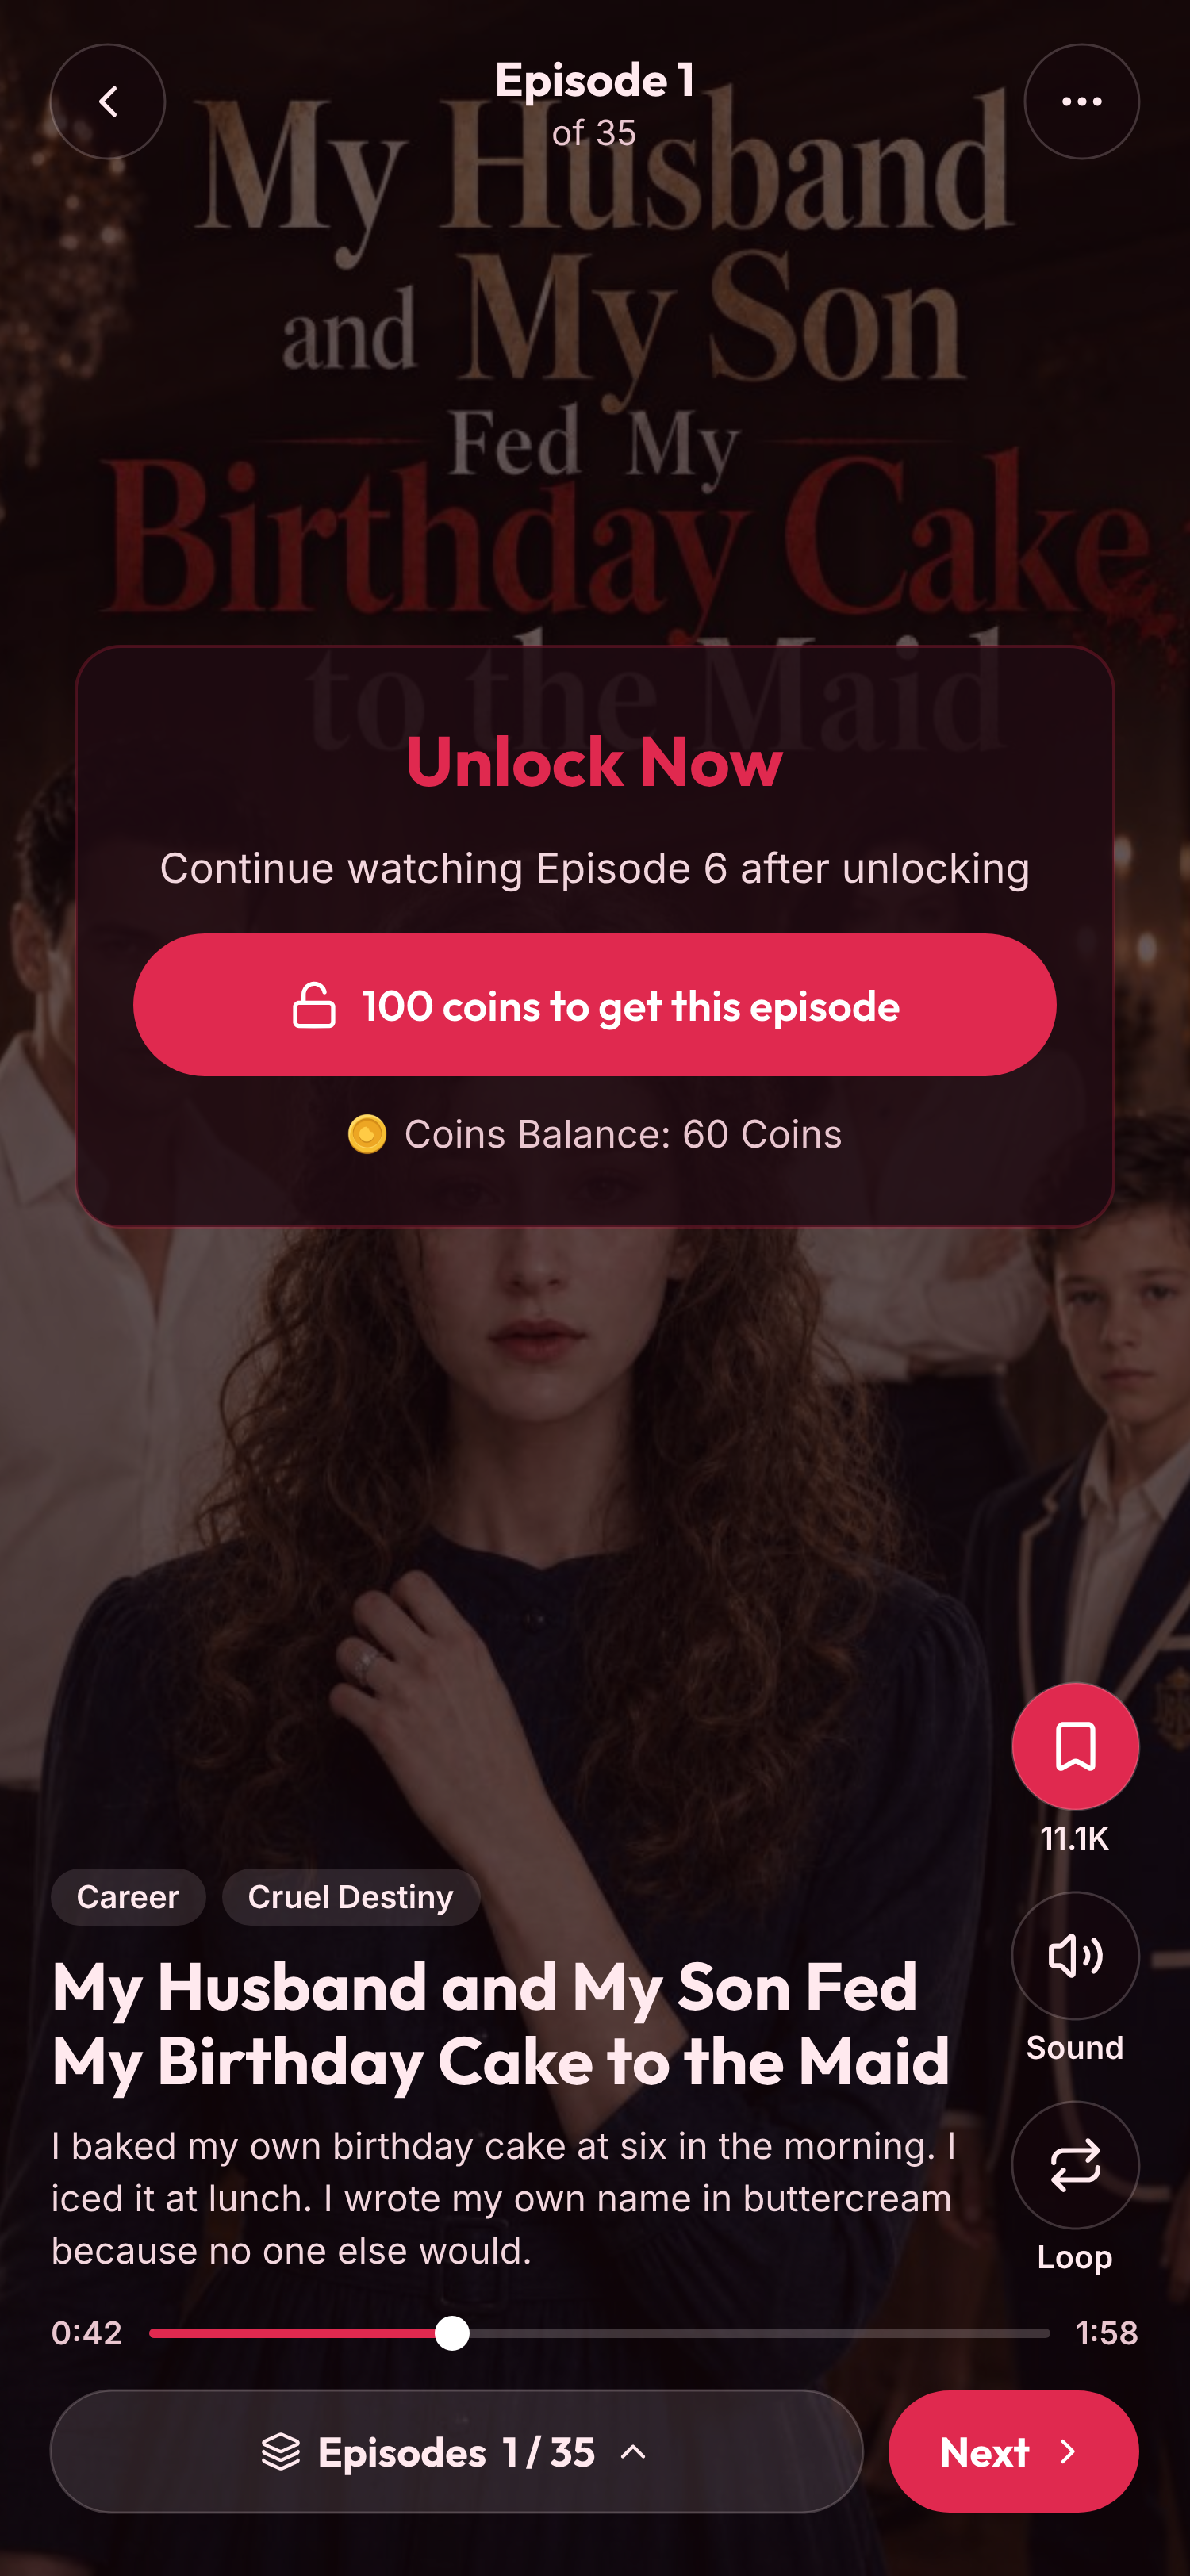 Episode 1
of 35
My Husband
and My Son
Fed My
Birthday Cake
to the Maid
Unlock Now
Continue watching Episode 6 after unlocking
100 coins to get this episode
Coins Balance: 60 Coins
11.1K
Sound
Loop
Career
Cruel Destiny
My Husband and My Son Fed
My Birthday Cake to the Maid
I baked my own birthday cake at six in the morning. I
iced it at lunch. I wrote my own name in buttercream
because no one else would.
0:42
1:58
Episodes 1 / 35
Next